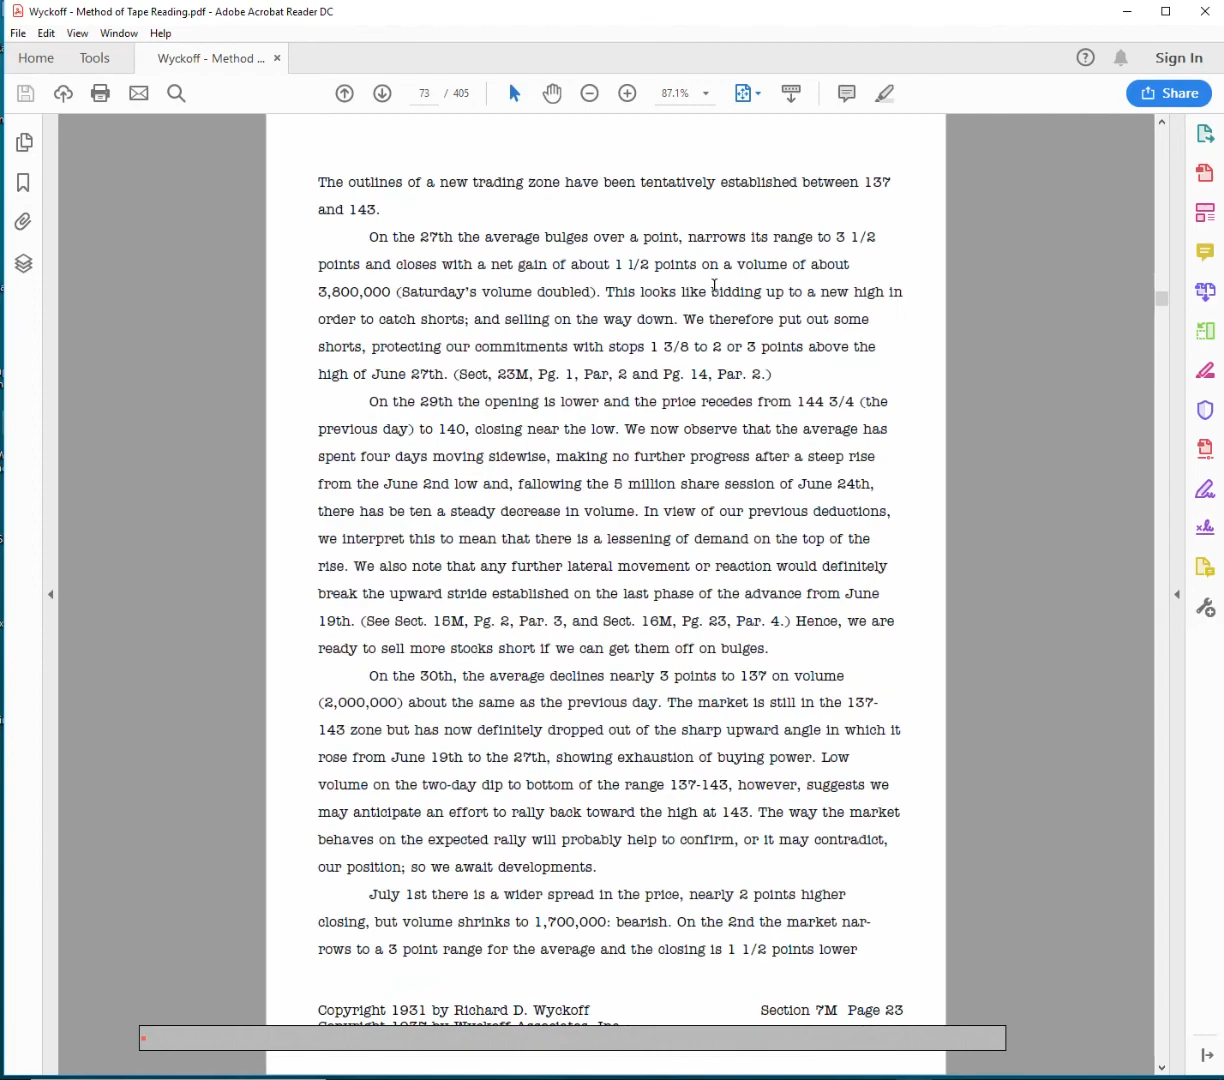 Wyckoff - Method of Tape Reading.pdf - Adobe Acrobat Reader DC
File Edit View Window Help
Home Tools Wyckoff - Method ... × Sign In
73 / 405 87.1% Share
The outlines of a new trading zone have been tentatively established between 137
and 143.
On the 27th the average bulges over a point, narrows its range to 3 1/2
points and closes with a net gain of about 1 1/2 points on a volume of about
3,800,000 (Saturday's volume doubled). This looks like bidding up to a new high in
order to catch shorts; and selling on the way down. We therefore put out some
shorts, protecting our commitments with stops 1 3/8 to 2 or 3 points above the
high of June 27th. (Sect, 23M, Pg. 1, Par, 2 and Pg. 14, Par. 2.)
On the 29th the opening is lower and the price recedes from 144 3/4 (the
previous day) to 140, closing near the low. We now observe that the average has
spent four days moving sidewise, making no further progress after a steep rise
from the June 2nd low and, fallowing the 5 million share session of June 24th,
there has be ten a steady decrease in volume. In view of our previous deductions,
we interpret this to mean that there is a lessening of demand on the top of the
rise. We also note that any further lateral movement or reaction would definitely
break the upward stride established on the last phase of the advance from June
19th. (See Sect. 15M, Pg. 2, Par. 3, and Sect. 16M, Pg. 23, Par. 4.) Hence, we are
ready to sell more stocks short if we can get them off on bulges.
On the 30th, the average declines nearly 3 points to 137 on volume
(2,000,000) about the same as the previous day. The market is still in the 137-
143 zone but has now definitely dropped out of the sharp upward angle in which it
rose from June 19th to the 27th, showing exhaustion of buying power. Low
volume on the two-day dip to bottom of the range 137-143, however, suggests we
may anticipate an effort to rally back toward the high at 143. The way the market
behaves on the expected rally will probably help to confirm, or it may contradict,
our position; so we await developments.
July 1st there is a wider spread in the price, nearly 2 points higher
closing, but volume shrinks to 1,700,000: bearish. On the 2nd the market nar-
rows to a 3 point range for the average and the closing is 1 1/2 points lower
Copyright 1931 by Richard D. Wyckoff Section 7M Page 23